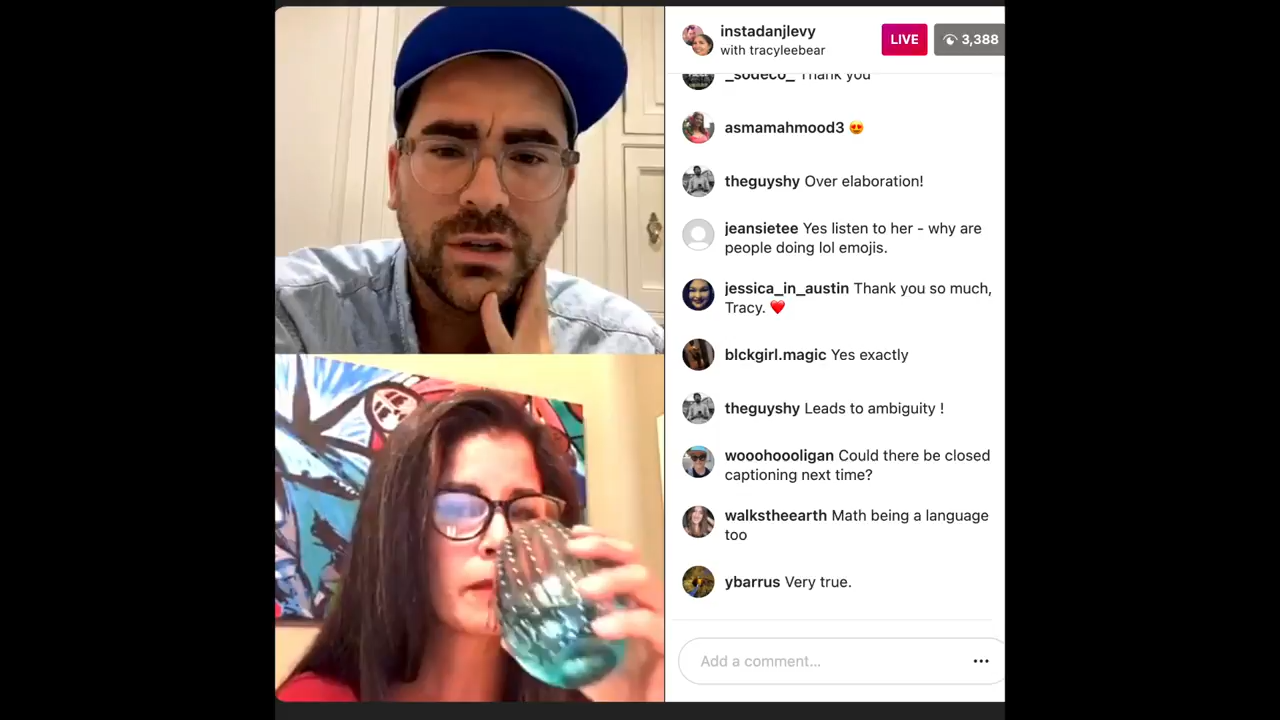 instadanjlevy
with tracyleebear
LIVE
3,388
_sodeco_ Thank you
asmamahmood3 😍
theguyshy Over elaboration!
jeansietee Yes listen to her - why are
people doing lol emojis.
jessica_in_austin Thank you so much,
Tracy. ❤️
blckgirl.magic Yes exactly
theguyshy Leads to ambiguity !
wooohoooligan Could there be closed
captioning next time?
walkstheearth Math being a language
too
ybarrus Very true.
Add a comment...